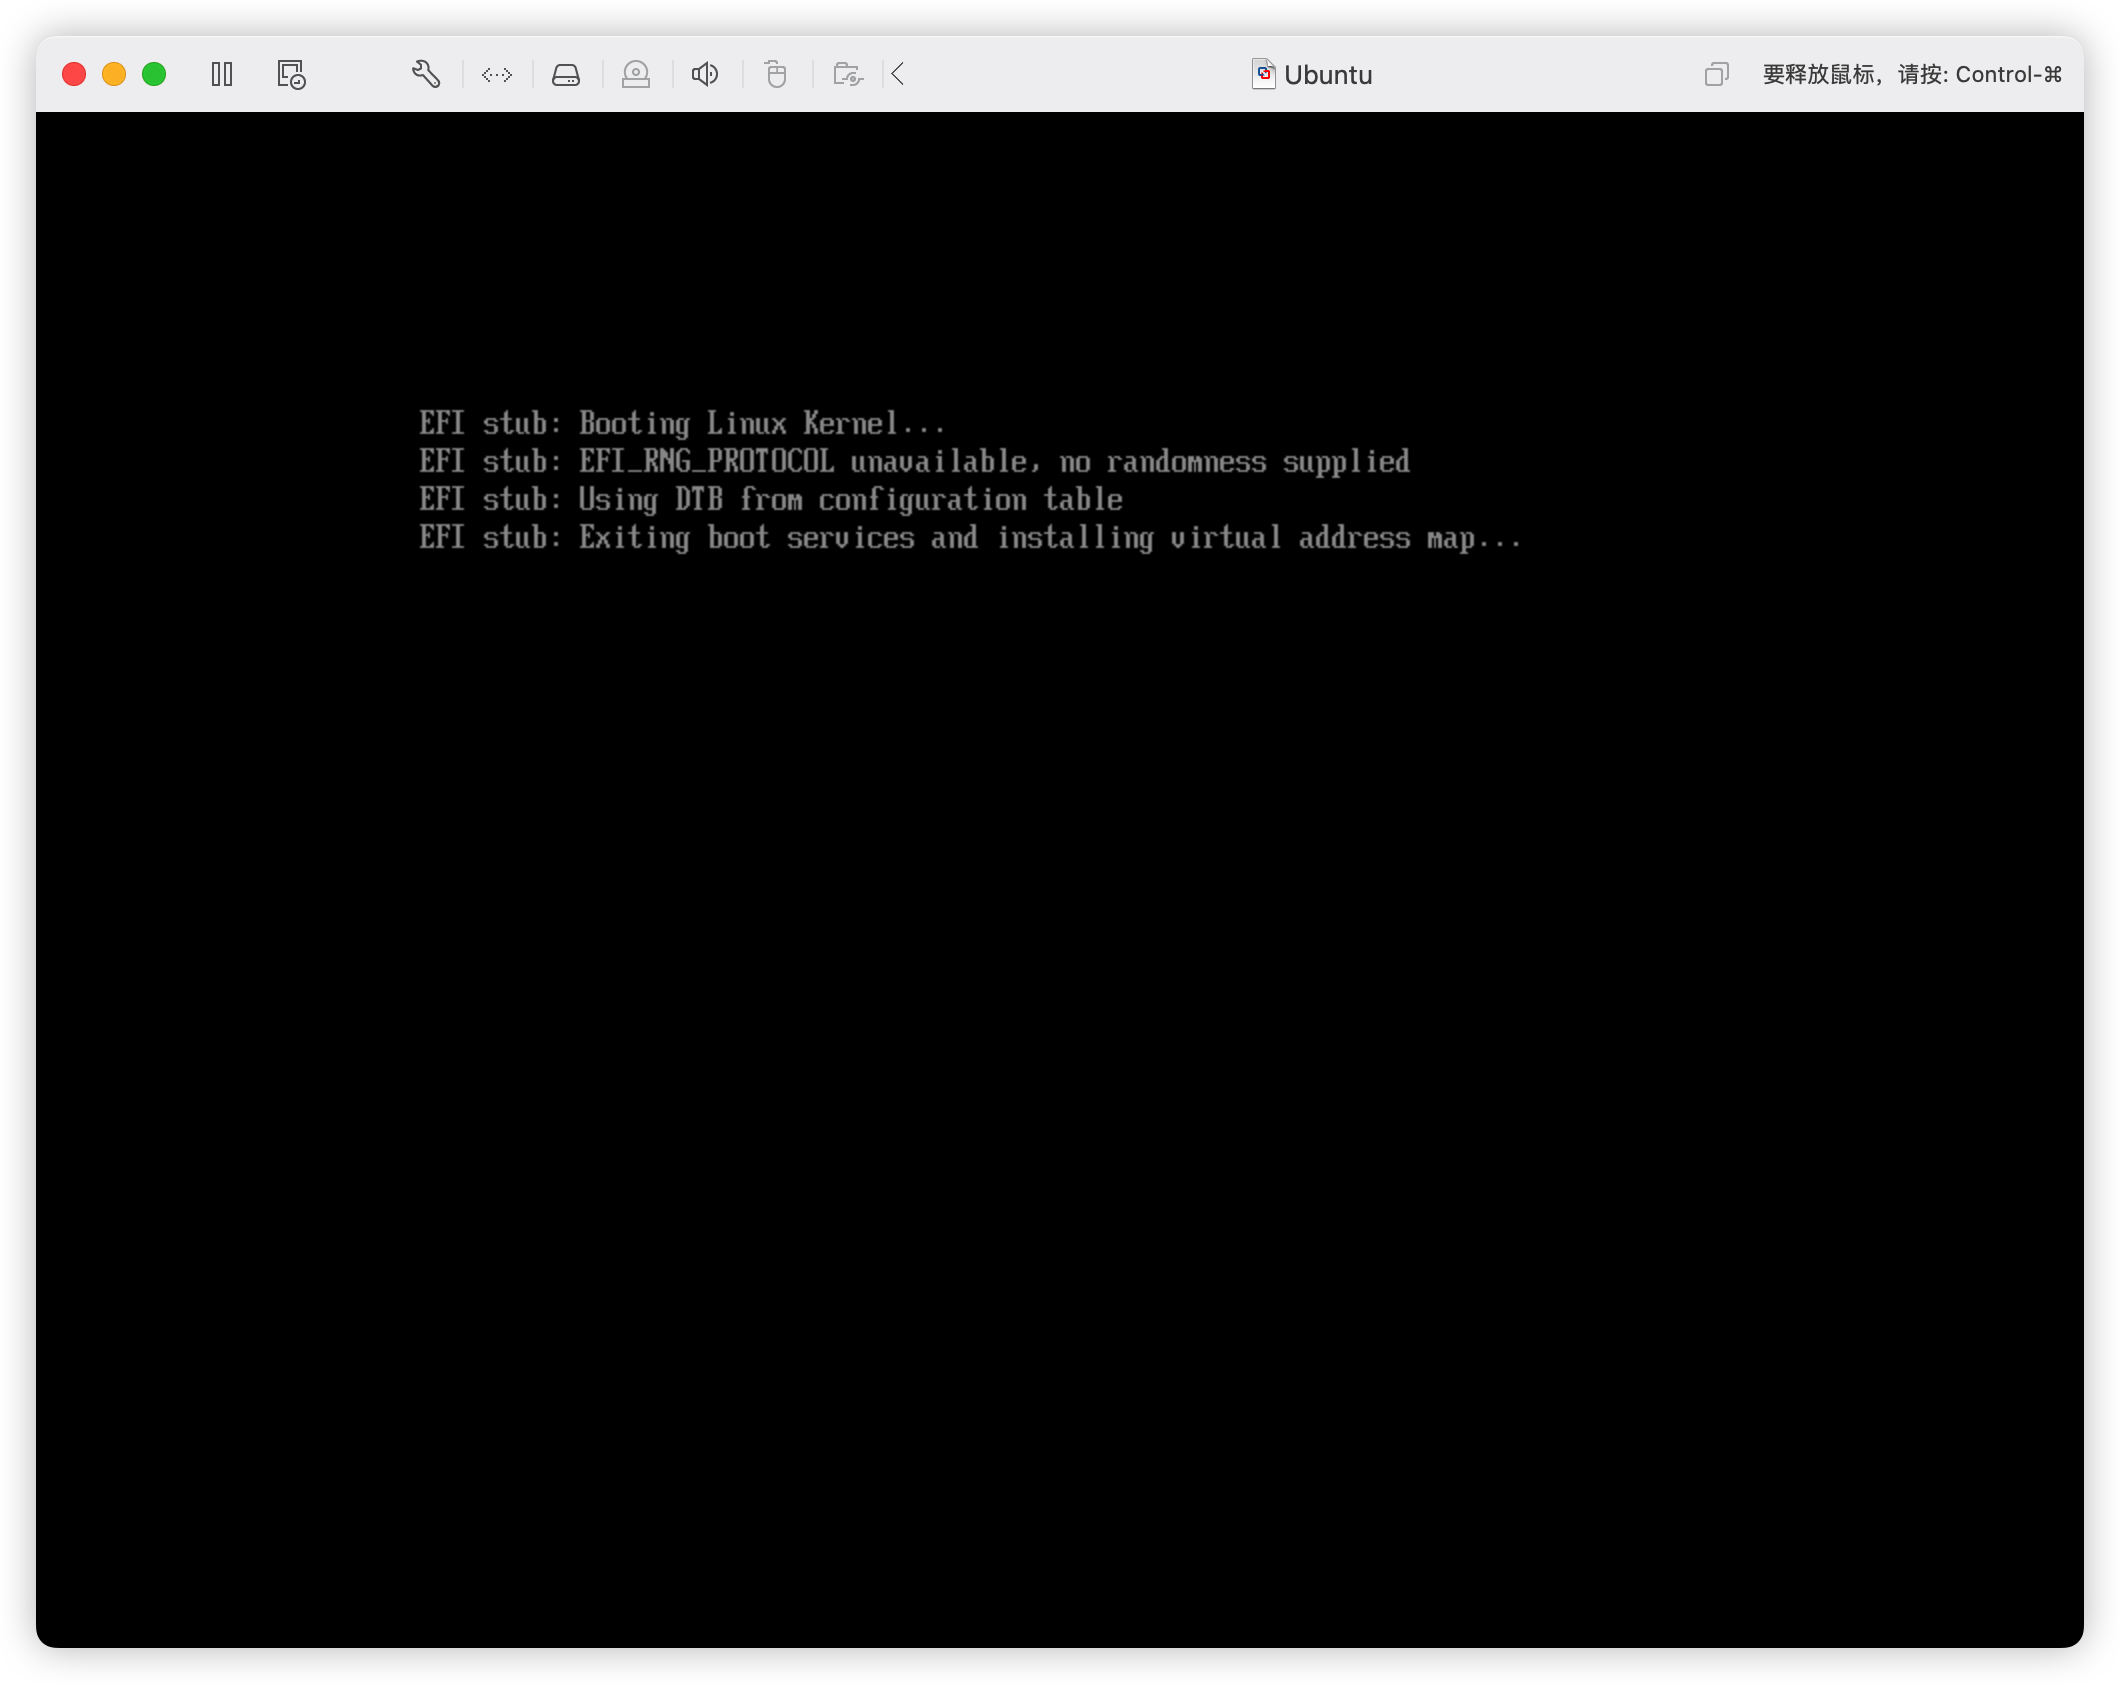 Ubuntu
要释放鼠标，请按: Control-⌘
EFI stub: Booting Linux Kernel...
EFI stub: EFI_RNG_PROTOCOL unavailable, no randomness supplied
EFI stub: Using DTB from configuration table
EFI stub: Exiting boot services and installing virtual address map...